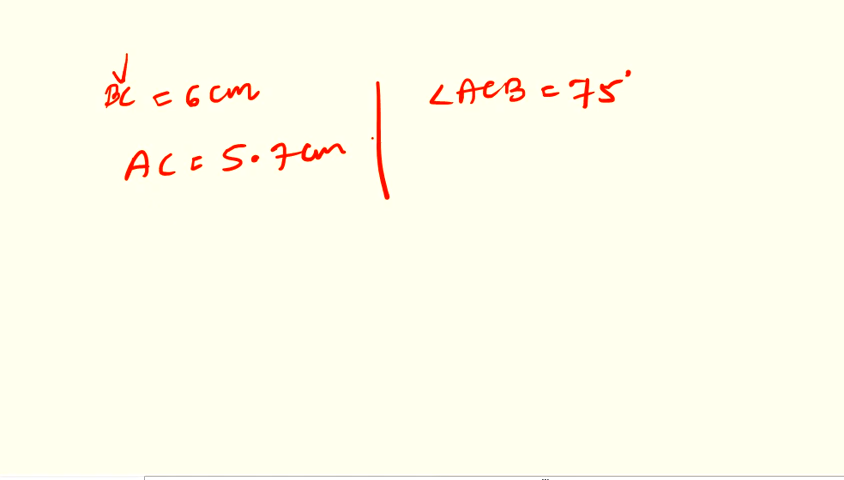 BC = 6 cm
AC = 5.7 cm
∠ACB = 75°